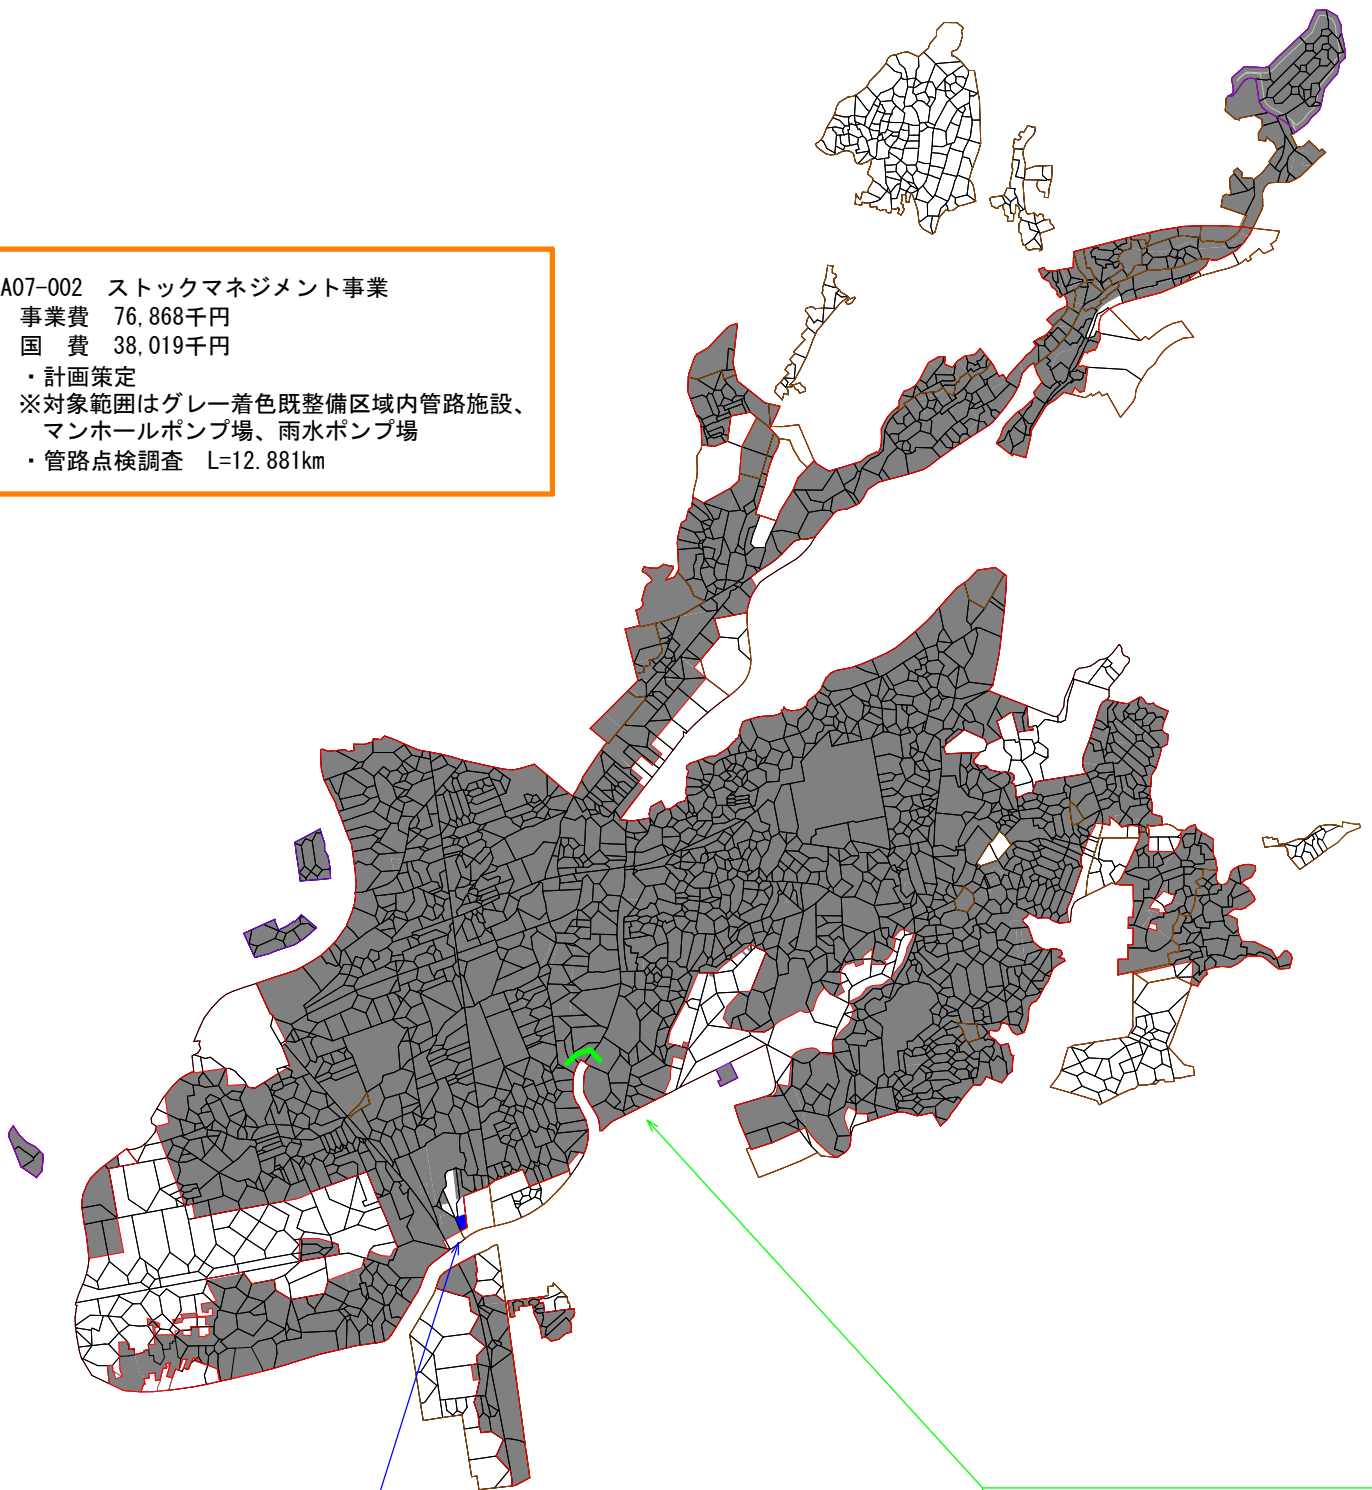 A07-002　ストックマネジメント事業
事業費　76,868千円
国　費　38,019千円
・計画策定
※対象範囲はグレー着色既整備区域内管路施設、
マンホールポンプ場、雨水ポンプ場
・管路点検調査　L=12.881km